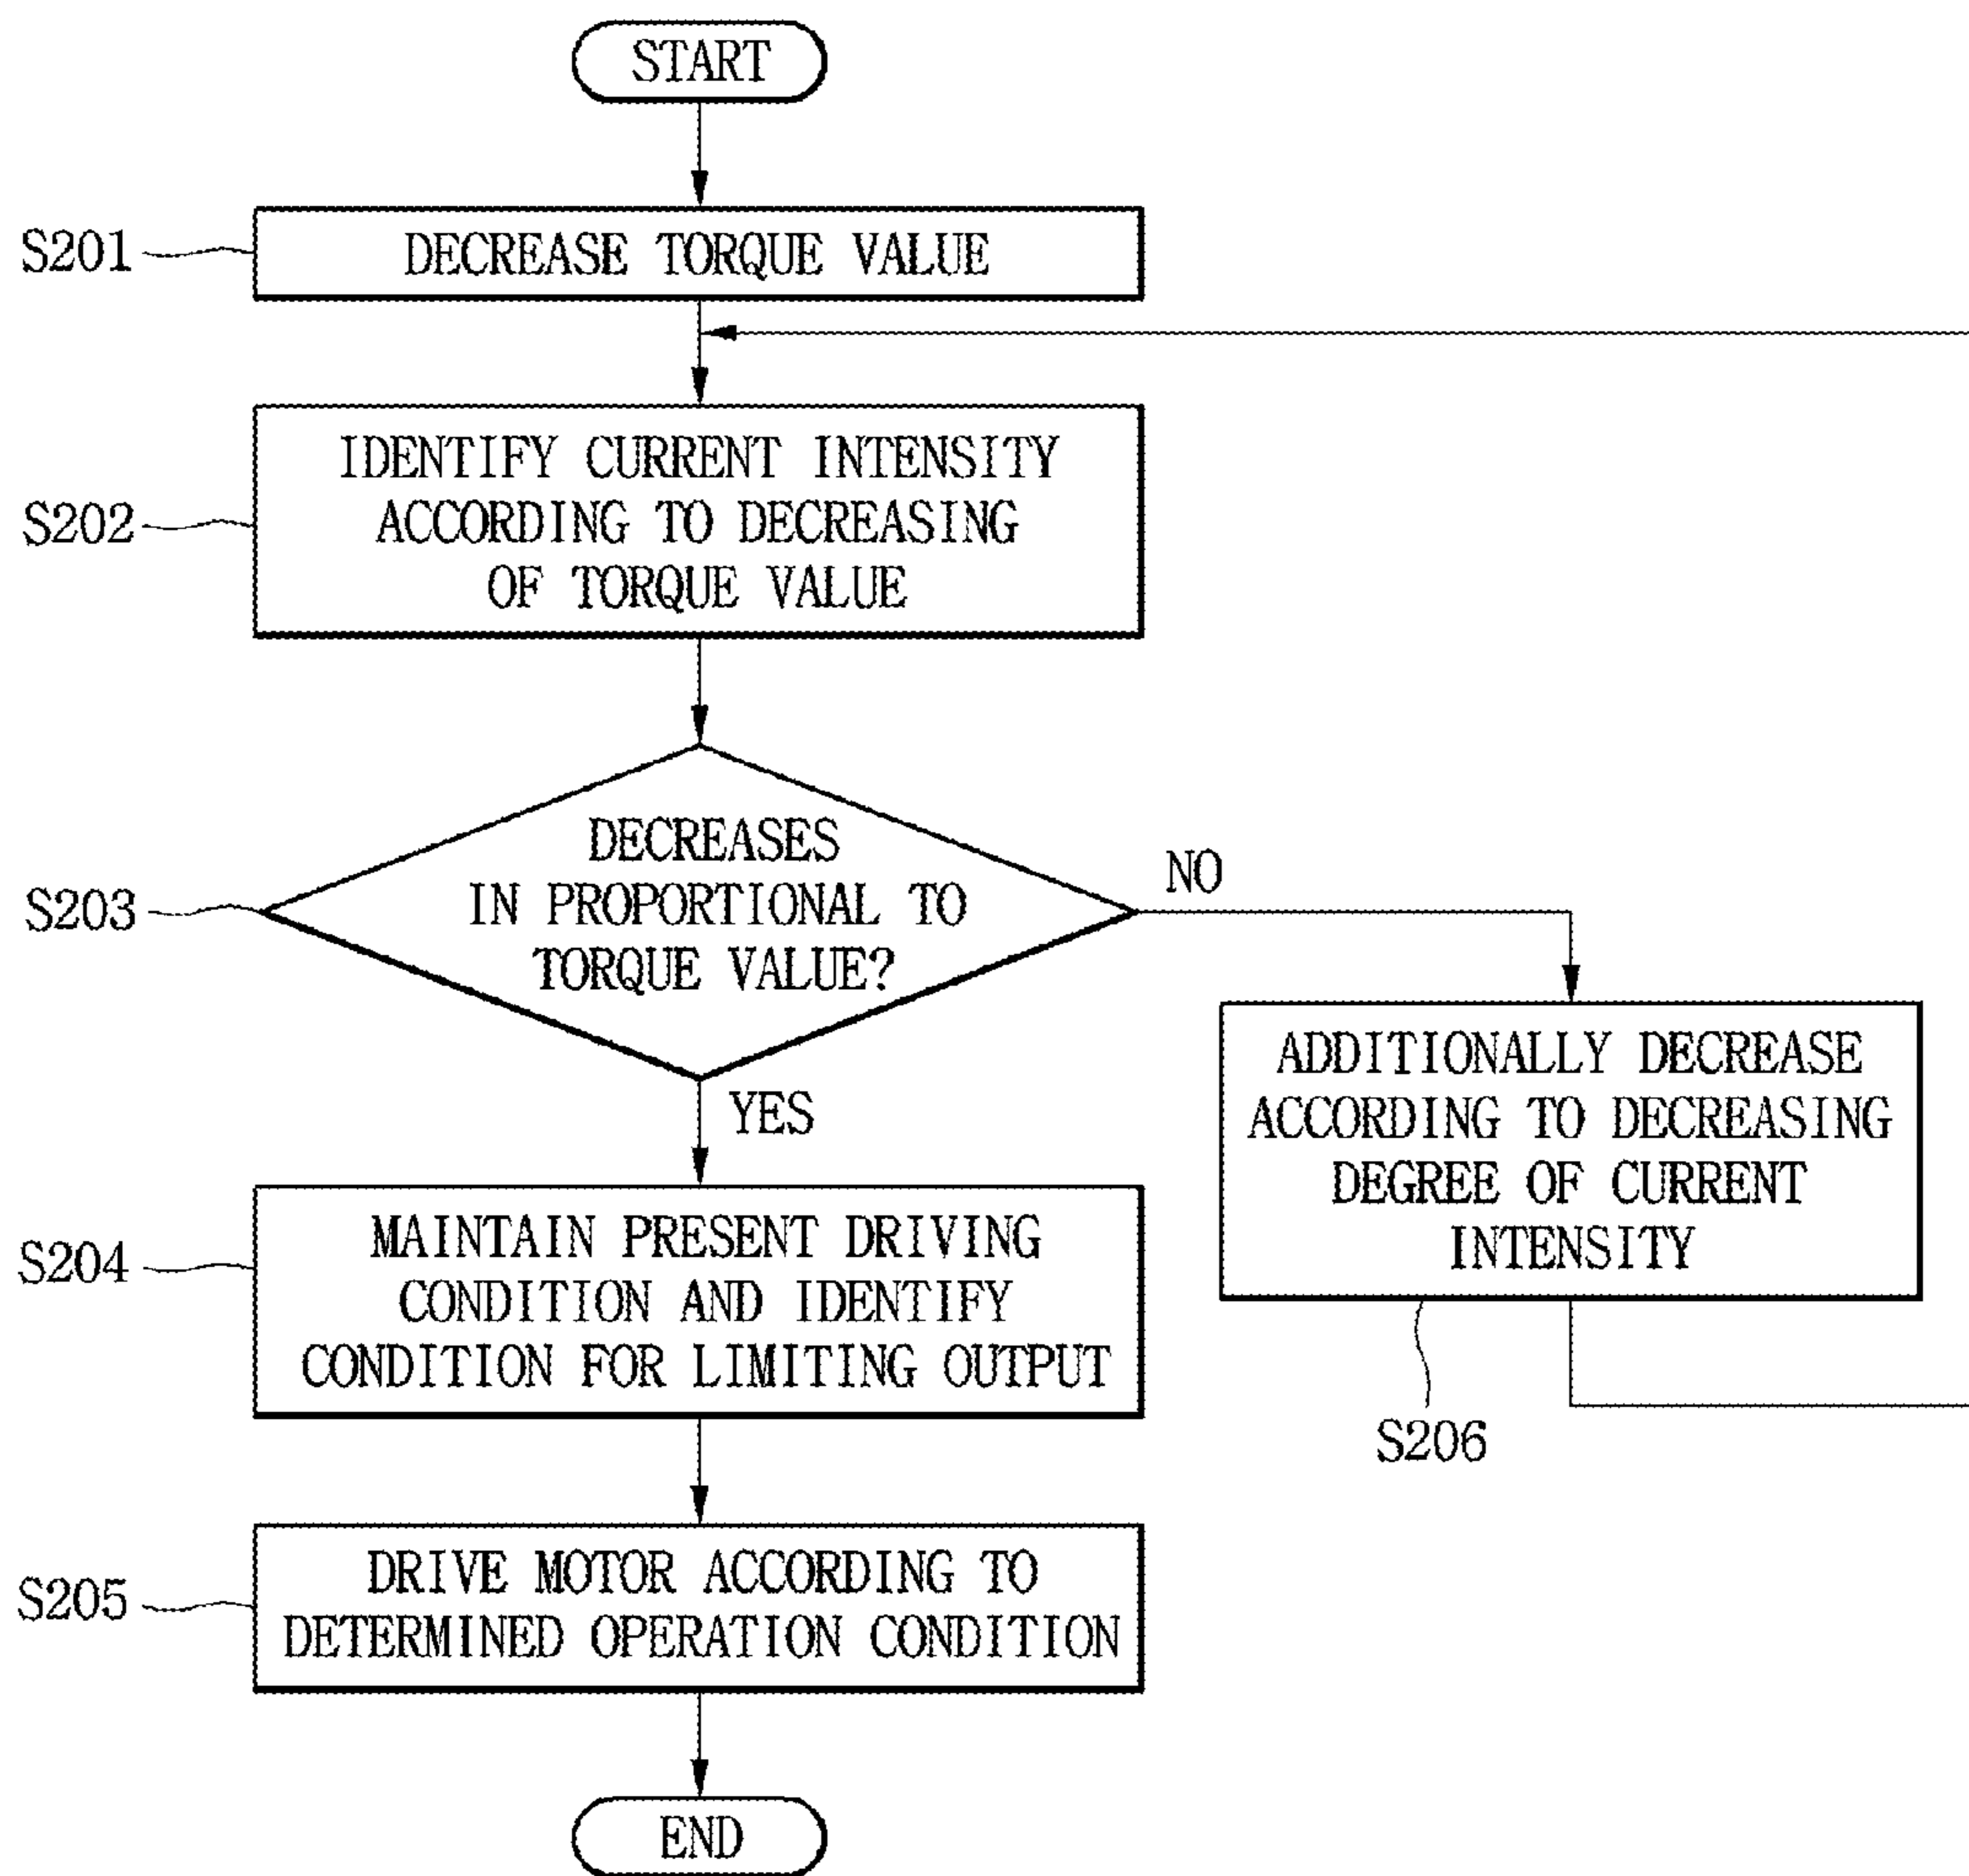 START
S201
DECREASE TORQUE VALUE
S202
IDENTIFY CURRENT INTENSITY
ACCORDING TO DECREASING
OF TORQUE VALUE
S203
DECREASES
IN PROPORTIONAL TO
TORQUE VALUE?
NO
YES
ADDITIONALLY DECREASE
ACCORDING TO DECREASING
DEGREE OF CURRENT
INTENSITY
S206
S204
MAINTAIN PRESENT DRIVING
CONDITION AND IDENTIFY
CONDITION FOR LIMITING OUTPUT
S205
DRIVE MOTOR ACCORDING TO
DETERMINED OPERATION CONDITION
END